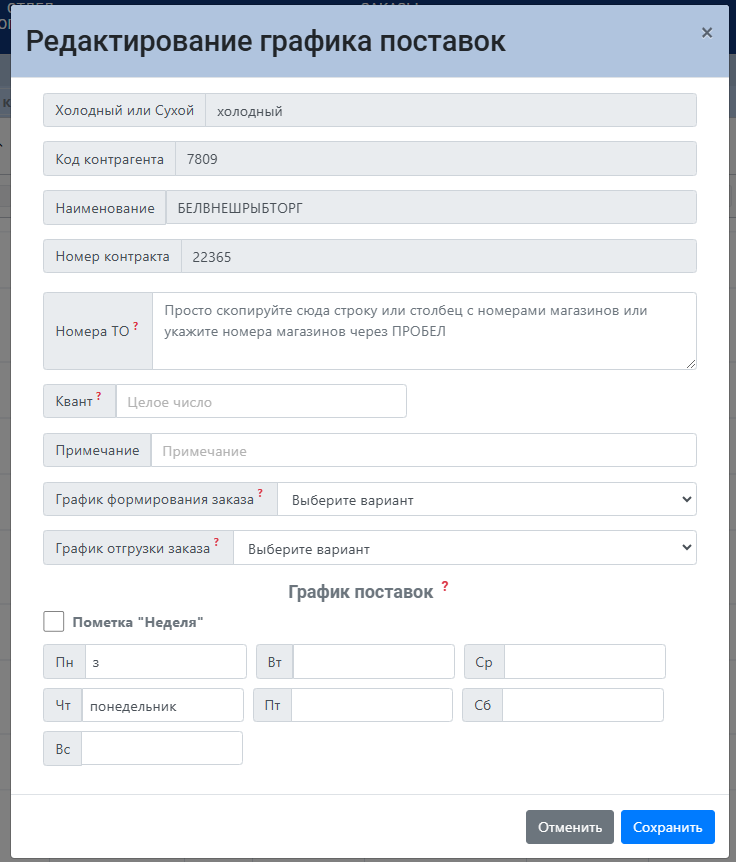 Редактирование графика поставок
×
Холодный или Сухой холодный
Код контрагента 7809
Наименование БЕЛВНЕШРЫБТОРГ
Номер контракта 22365
Номера ТО ? Просто скопируйте сюда строку или столбец с номерами магазинов или
укажите номера магазинов через ПРОБЕЛ
Квант ? Целое число
Примечание Примечание
График формирования заказа ? Выберите вариант
График отгрузки заказа ? Выберите вариант
График поставок ?
Пометка "Неделя"
Пн з Вт Ср
Чт понедельник Пт Сб
Вс
Отменить Сохранить